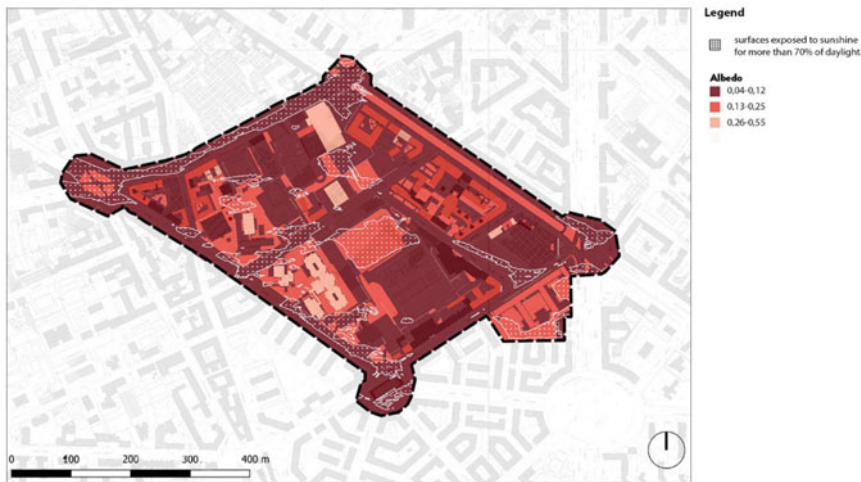 Legend
surfaces exposed to sunshine
for more than 70% of daylight.
Albedo
0,04-0,12
0,13-0,25
0,26-0,55
0 100 200 300 400 m